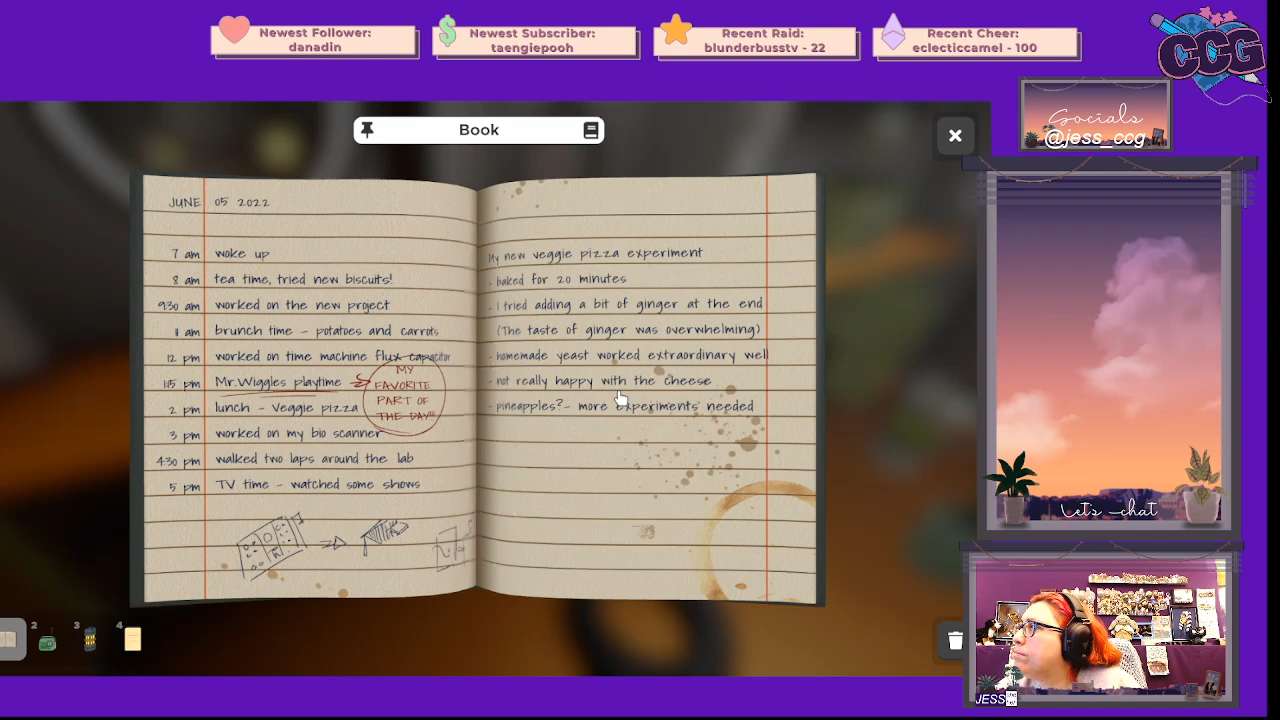 Newest Follower:
danadin
Newest Subscriber:
taengiepooh
Recent Raid:
blunderbusstv - 22
Recent Cheer:
eclecticcamel - 100
CCG
Socials
@jess_ccg
Book
JUNE 05 2022
7 am woke up
8 am tea time, tried new biscuits!
9:30 am worked on the new project
11 am brunch time - potatoes and carrots
12 pm worked on time machine flux capacitor
1:15 pm Mr.Wiggles playtime
2 pm lunch - veggie pizza
3 pm worked on my bio scanner
4:30 pm walked two laps around the lab
5 pm TV time - watched some shows
MY
FAVORITE
PART OF
THE DAY!!!
My new veggie pizza experiment
- baked for 20 minutes
- I tried adding a bit of ginger at the end
(The taste of ginger was overwhelming)
- homemade yeast worked extraordinary well
- not really happy with the cheese
- pineapples?- more experiments needed
Let's chat
2
3
4
JESS